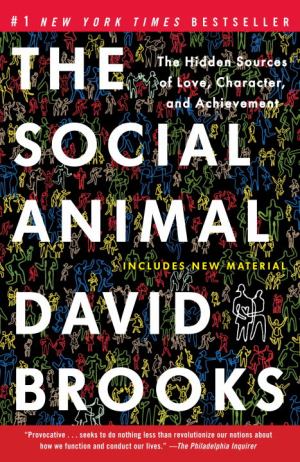 #1 NEW YORK TIMES BESTSELLER
THE
The Hidden Sources
of Love, Character,
and Achievement
SOCIAL
ANIMAL
INCLUDES NEW MATERIAL
DAVID
BROOKS
"Provocative . . . seeks to do nothing less than revolutionize our notions about
how we function and conduct our lives." —The Philadelphia Inquirer